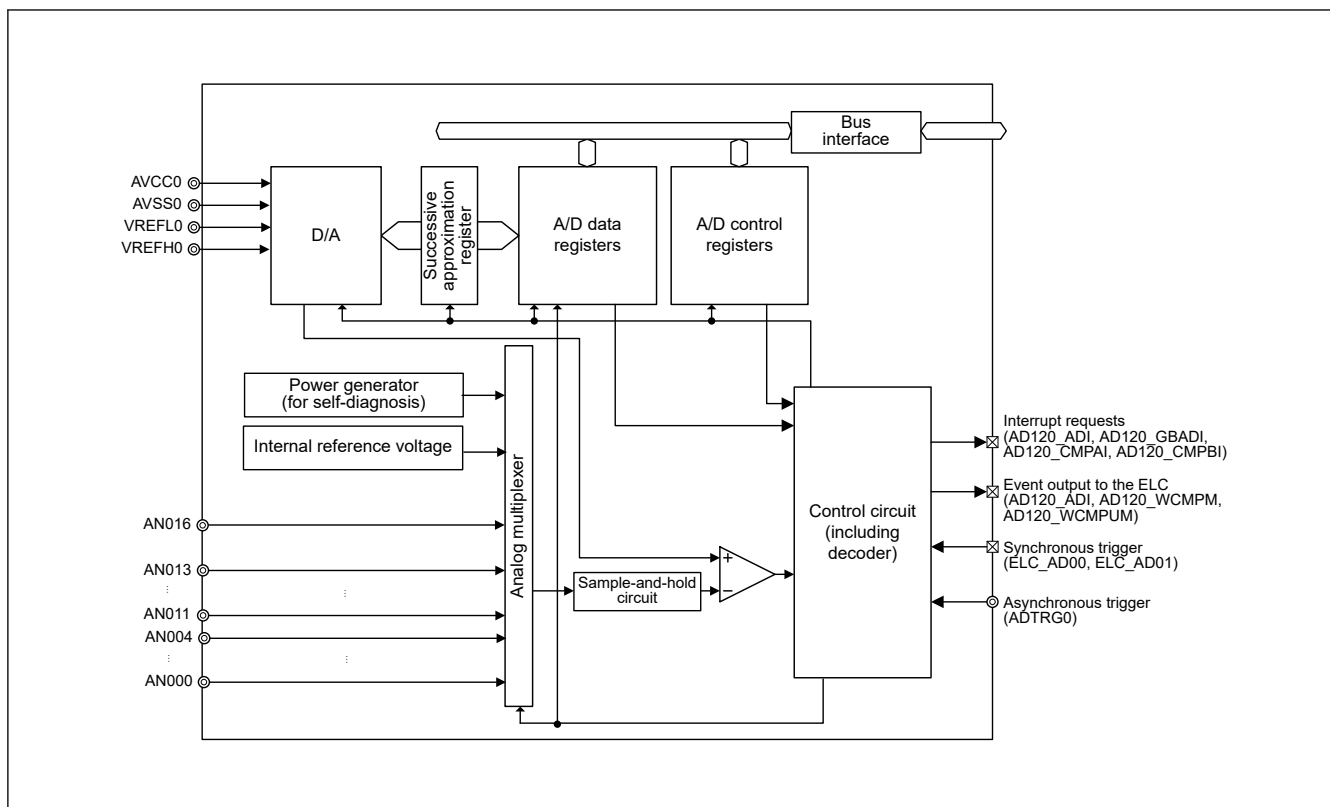 Bus
interface
AVCC0
AVSS0
VREFL0
VREFH0
D/A
Successive
approximation
register
A/D data
registers
A/D control
registers
Power generator
(for self-diagnosis)
Internal reference voltage
Analog multiplexer
AN016
AN013
AN011
AN004
AN000
Sample-and-hold
circuit
+
−
Control circuit
(including
decoder)
Interrupt requests
(AD120_ADI, AD120_GBADI,
AD120_CMPAI, AD120_CMPBI)
Event output to the ELC
(AD120_ADI, AD120_WCMPM,
AD120_WCMPUM)
Synchronous trigger
(ELC_AD00, ELC_AD01)
Asynchronous trigger
(ADTRG0)